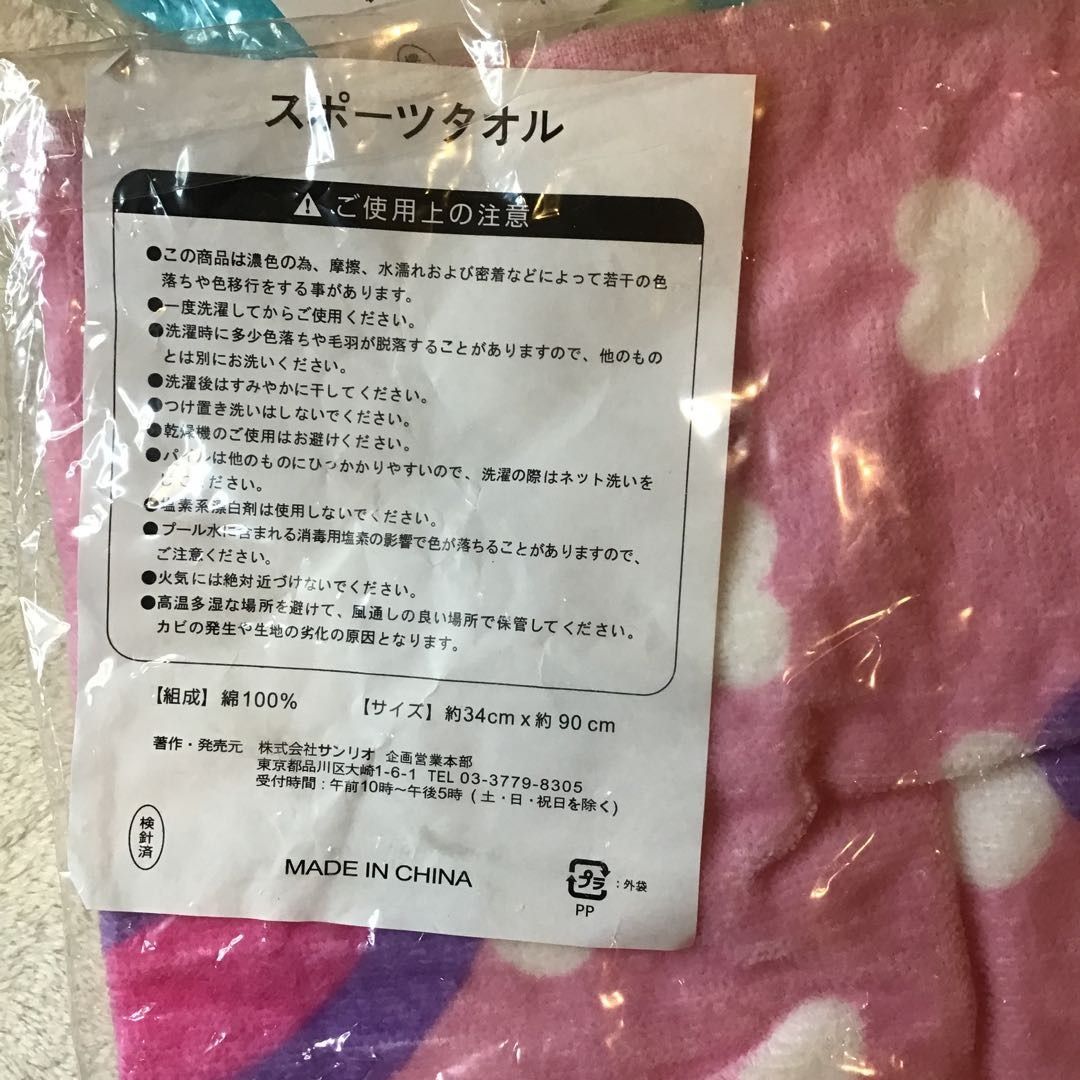 スポーツタオル
ご使用上の注意
●この商品は濃色の為、摩擦、水濡れおよび密着などによって若干の色
落ちや色移行をする事があります。
●一度洗濯してからご使用ください。
●洗濯時に多少色落ちや毛羽が脱落することがありますので、他のもの
とは別にお洗いください。
●洗濯後はすみやかに干してください。
●つけ置き洗いはしないでください。
●乾燥機のご使用はお避けください。
●パイルは他のものにひっかかりやすいので、洗濯の際はネット洗いを
ください。
●塩素系漂白剤は使用しないでください。
●プール水に含まれる消毒用塩素の影響で色が落ちることがありますので、
ご注意ください。
●火気には絶対近づけないでください。
●高温多湿な場所を避けて、風通しの良い場所で保管してください。
カビの発生や生地の劣化の原因となります。
【組成】綿100% 【サイズ】約34cm x 約 90 cm
著作・発売元 株式会社サンリオ 企画営業本部
東京都品川区大崎1-6-1 TEL 03-3779-8305
受付時間：午前10時～午後5時（土・日・祝日を除く）
検針済
MADE IN CHINA
プラ：外袋
PP